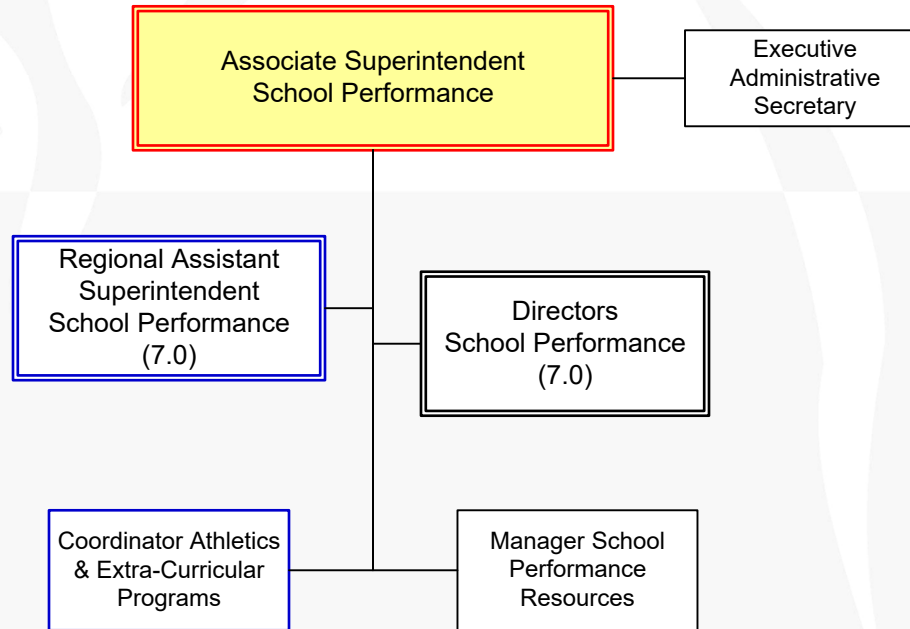 Associate Superintendent
School Performance
Executive
Administrative
Secretary
Regional Assistant
Superintendent
School Performance
(7.0)
Directors
School Performance
(7.0)
Coordinator Athletics
& Extra-Curricular
Programs
Manager School
Performance
Resources